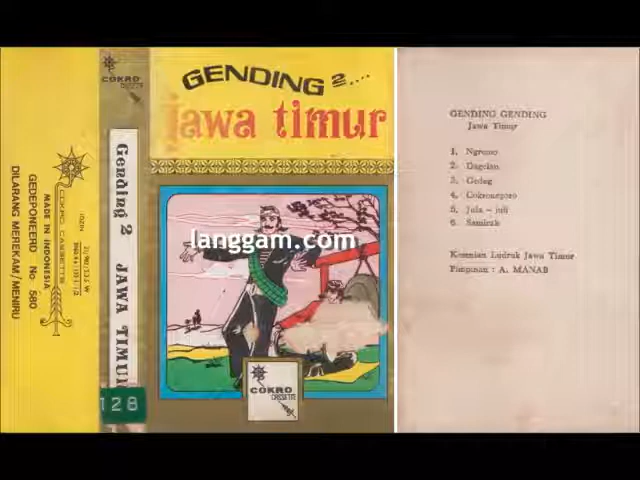 DILARANG MEREKAM/MENIRU
GEDEPONEERD No 580
MADE IN INDONESIA
COKRO CASSETTE
IZIN
COKRO
Gending 2 JAWA TIMUR
128
GENDING 2....
jawa timur
langgam.com
COKRO
CASSETTE
GENDING GENDING
Jawa Timur
1. Ngremo
2. Dagelan
3. Gedog
4. Cokronegoro
5. Jula - juli
6. Samirah
Kesenian Ludruk Jawa Timur
Pimpinan : A. MANAB